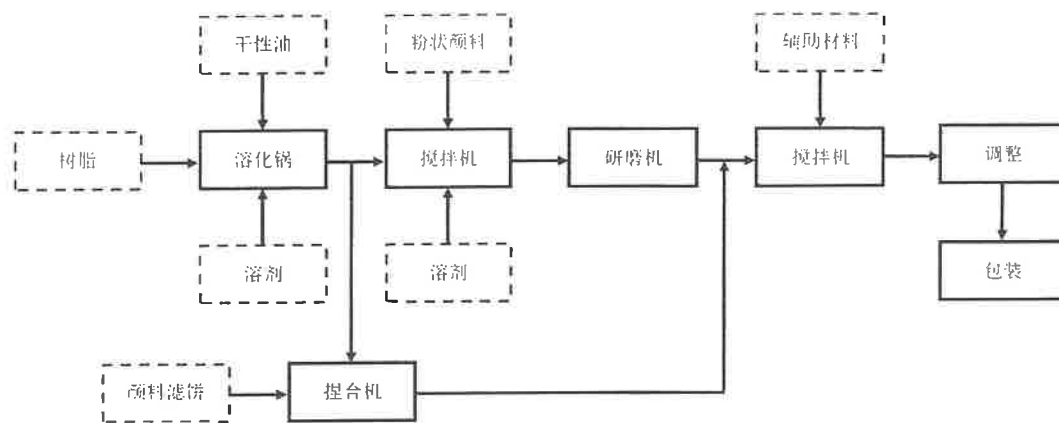 干性油
粉状颜料
辅助材料
树脂
溶化锅
搅拌机
研磨机
搅拌机
调整
溶剂
溶剂
包装
颜料滤饼
捏合机